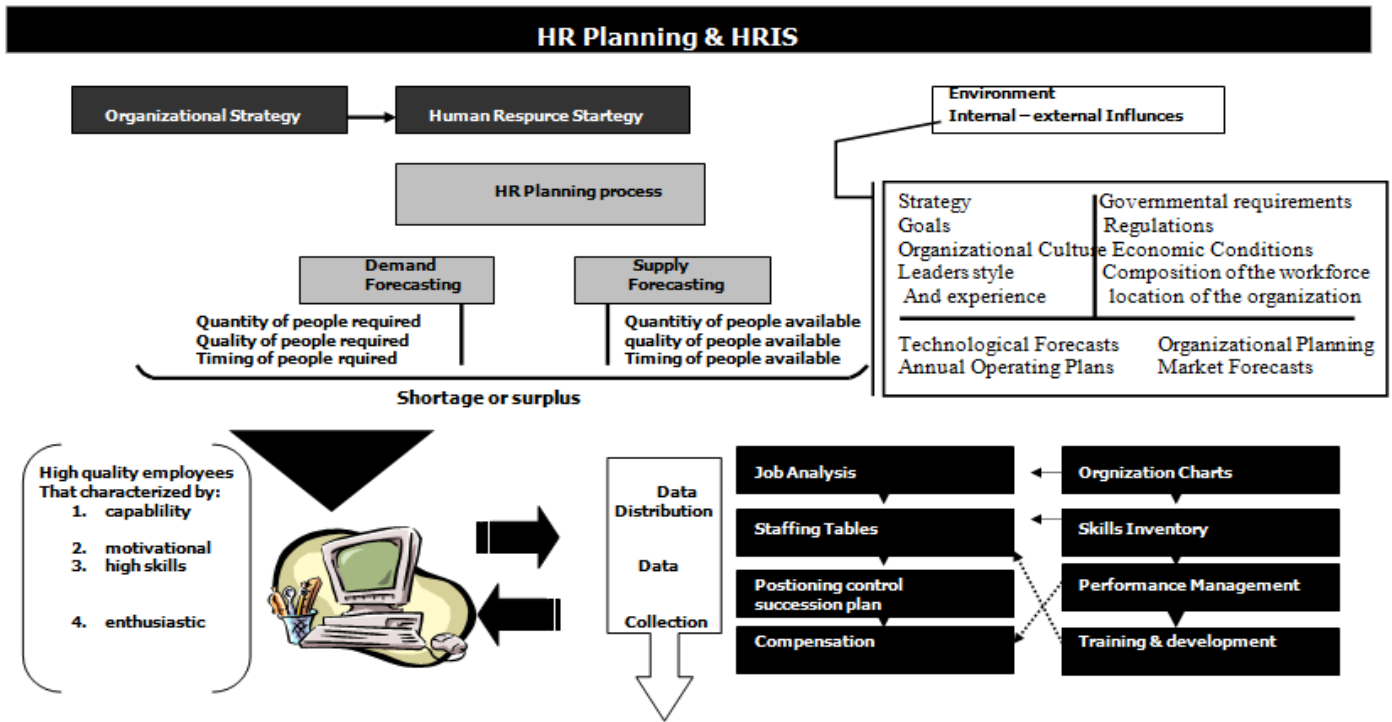 HR Planning & HRIS
Organizational Strategy
Human Respurce Startegy
Environment
Internal – external Influnces
HR Planning process
Strategy
Goals
Organizational Culture
Leaders style
And experience
Governmental requirements
Regulations
Economic Conditions
Composition of the workforce
location of the organization
Technological Forecasts
Annual Operating Plans
Organizational Planning
Market Forecasts
Demand
Forecasting
Supply
Forecasting
Quantity of people required
Quality of people required
Timing of people rquired
Quantitiy of people available
quality of people available
Timing of people available
Shortage or surplus
High quality employees
That characterized by:
1. capablility
2. motivational
3. high skills
4. enthusiastic
Data
Distribution
Data
Collection
Job Analysis
Staffing Tables
Postioning control
succession plan
Compensation
Orgnization Charts
Skills Inventory
Performance Management
Training & development